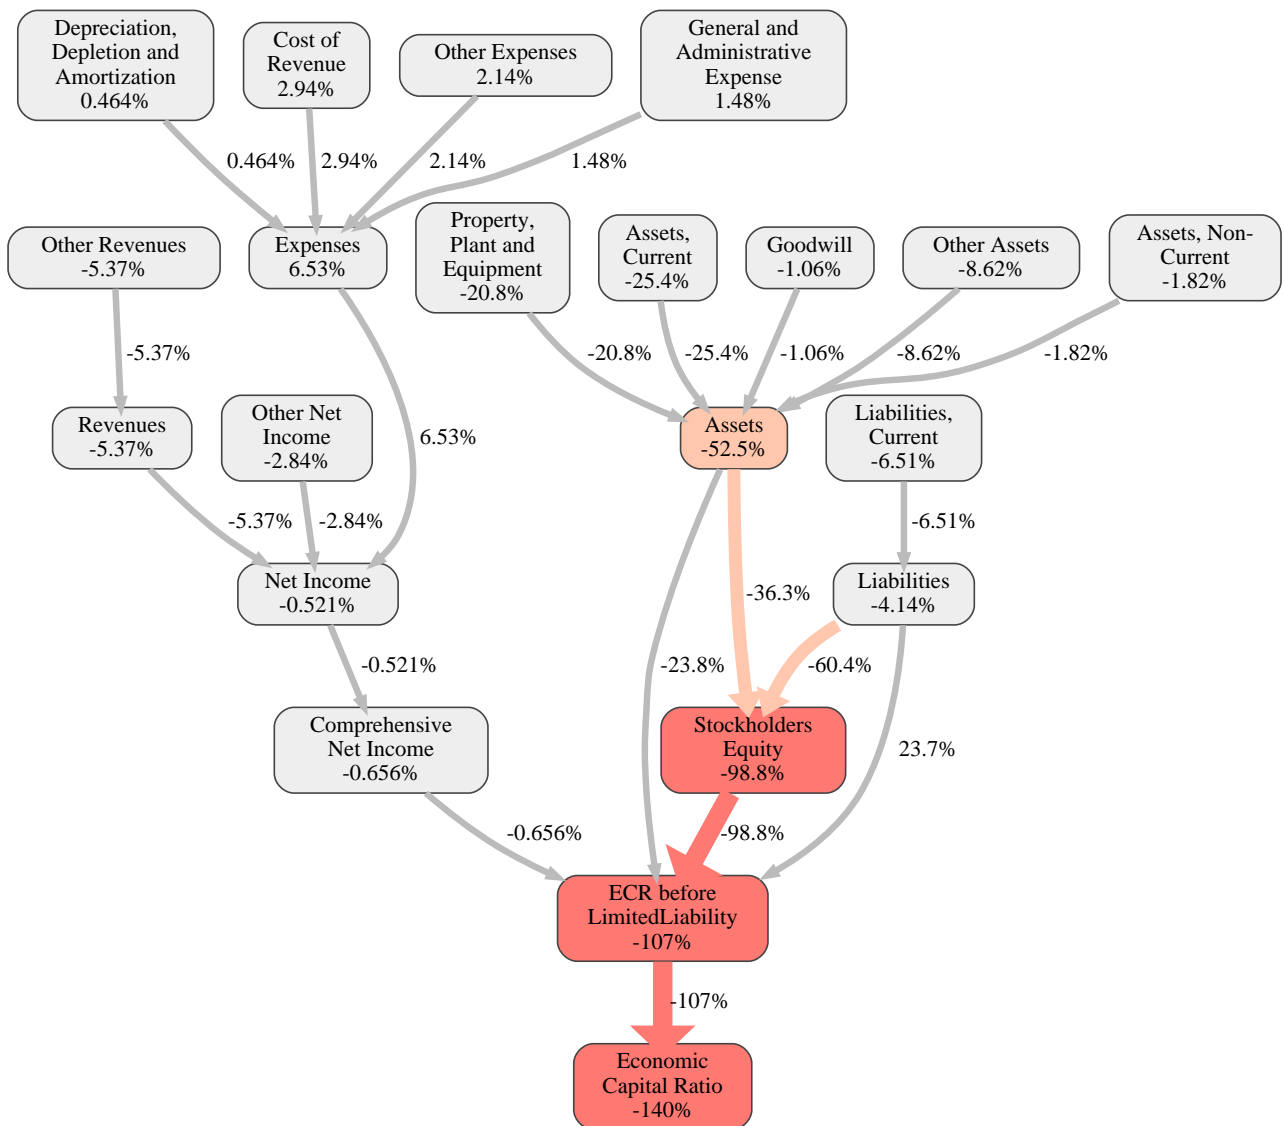 Depreciation,
Depletion and
Amortization
0.464%
Cost of
Revenue
2.94%
Other Expenses
2.14%
General and
Administrative
Expense
1.48%
0.464%
2.94%
2.14%
1.48%
Other Revenues
-5.37%
Expenses
6.53%
Property,
Plant and
Equipment
-20.8%
Assets,
Current
-25.4%
Goodwill
-1.06%
Other Assets
-8.62%
Assets, Non-
Current
-1.82%
-5.37%
-20.8%
-25.4%
-1.06%
-8.62%
-1.82%
Revenues
-5.37%
Other Net
Income
-2.84%
6.53%
Assets
-52.5%
Liabilities,
Current
-6.51%
-5.37%
-2.84%
-6.51%
Net Income
-0.521%
-36.3%
Liabilities
-4.14%
-0.521%
-23.8%
-60.4%
Comprehensive
Net Income
-0.656%
Stockholders
Equity
-98.8%
23.7%
-0.656%
-98.8%
ECR before
LimitedLiability
-107%
-107%
Economic
Capital Ratio
-140%